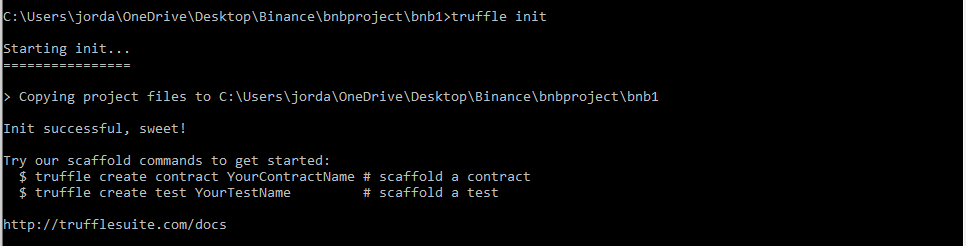 C:\Users\jorda\OneDrive\Desktop\Binance\bnbproject\bnb1>truffle init
Starting init...
================
> Copying project files to C:\Users\jorda\OneDrive\Desktop\Binance\bnbproject\bnb1
Init successful, sweet!
Try our scaffold commands to get started:
  $ truffle create contract YourContractName # scaffold a contract
  $ truffle create test YourTestName         # scaffold a test
http://trufflesuite.com/docs